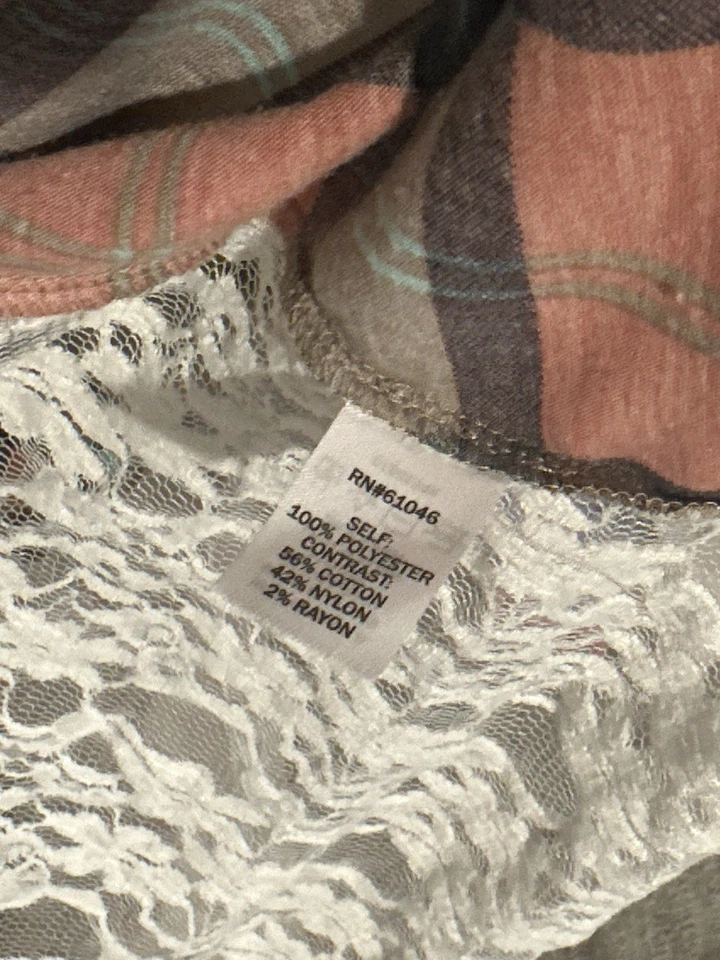 RN#61046
SELF:
100% POLYESTER
CONTRAST:
56% COTTON
42% NYLON
2% RAYON